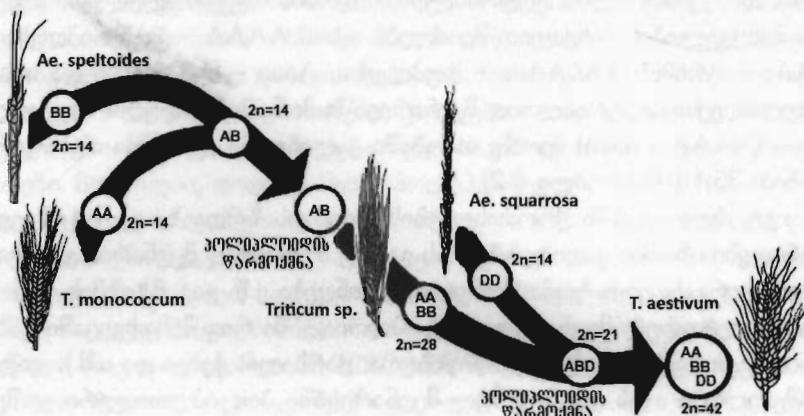 Ae. speltoides
BB
2n=14
2n=14
AB
AA
2n=14
T. monococcum
AB
პოლიპლოიდის
წარმოქმნა
Triticum sp.
AA
BB
2n=28
Ae. squarrosa
DD
2n=14
2n=21
ABD
პოლიპლოიდის
წარმოქმნა
T. aestivum
AA
BB
DD
2n=42